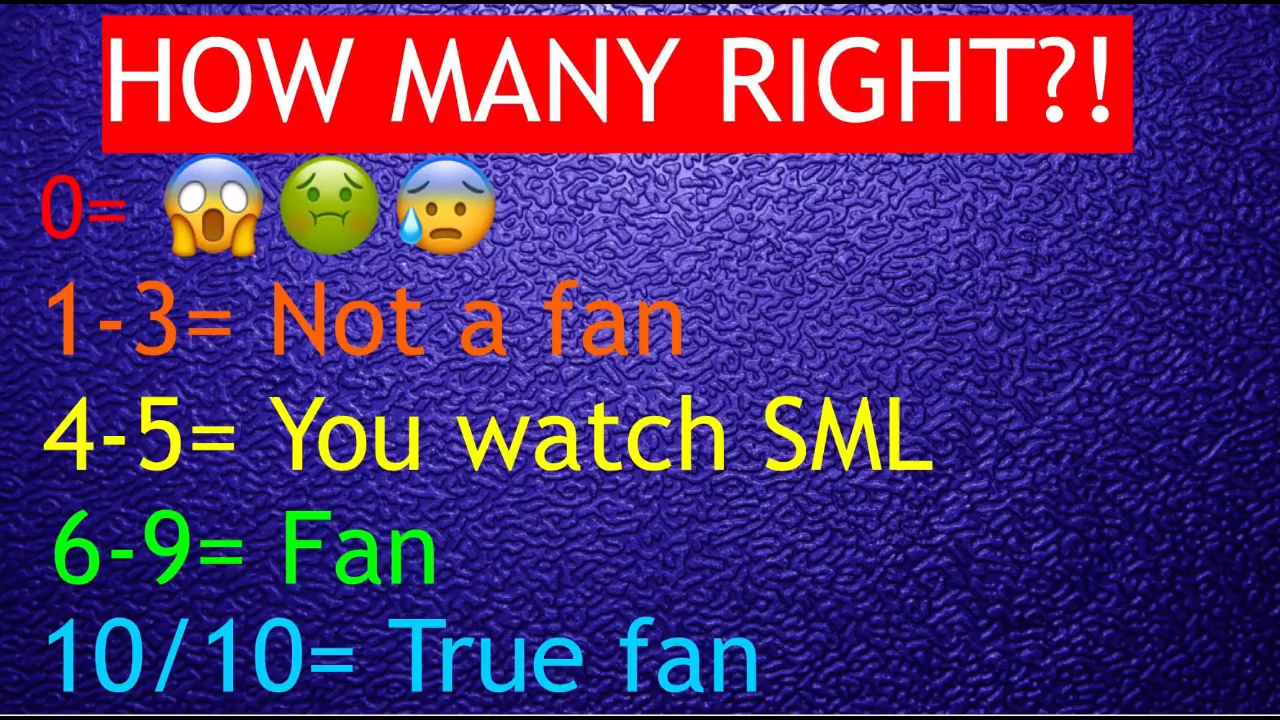 HOW MANY RIGHT?!
0= 😱🤢😰
1-3= Not a fan
4-5= You watch SML
6-9= Fan
10/10= True fan